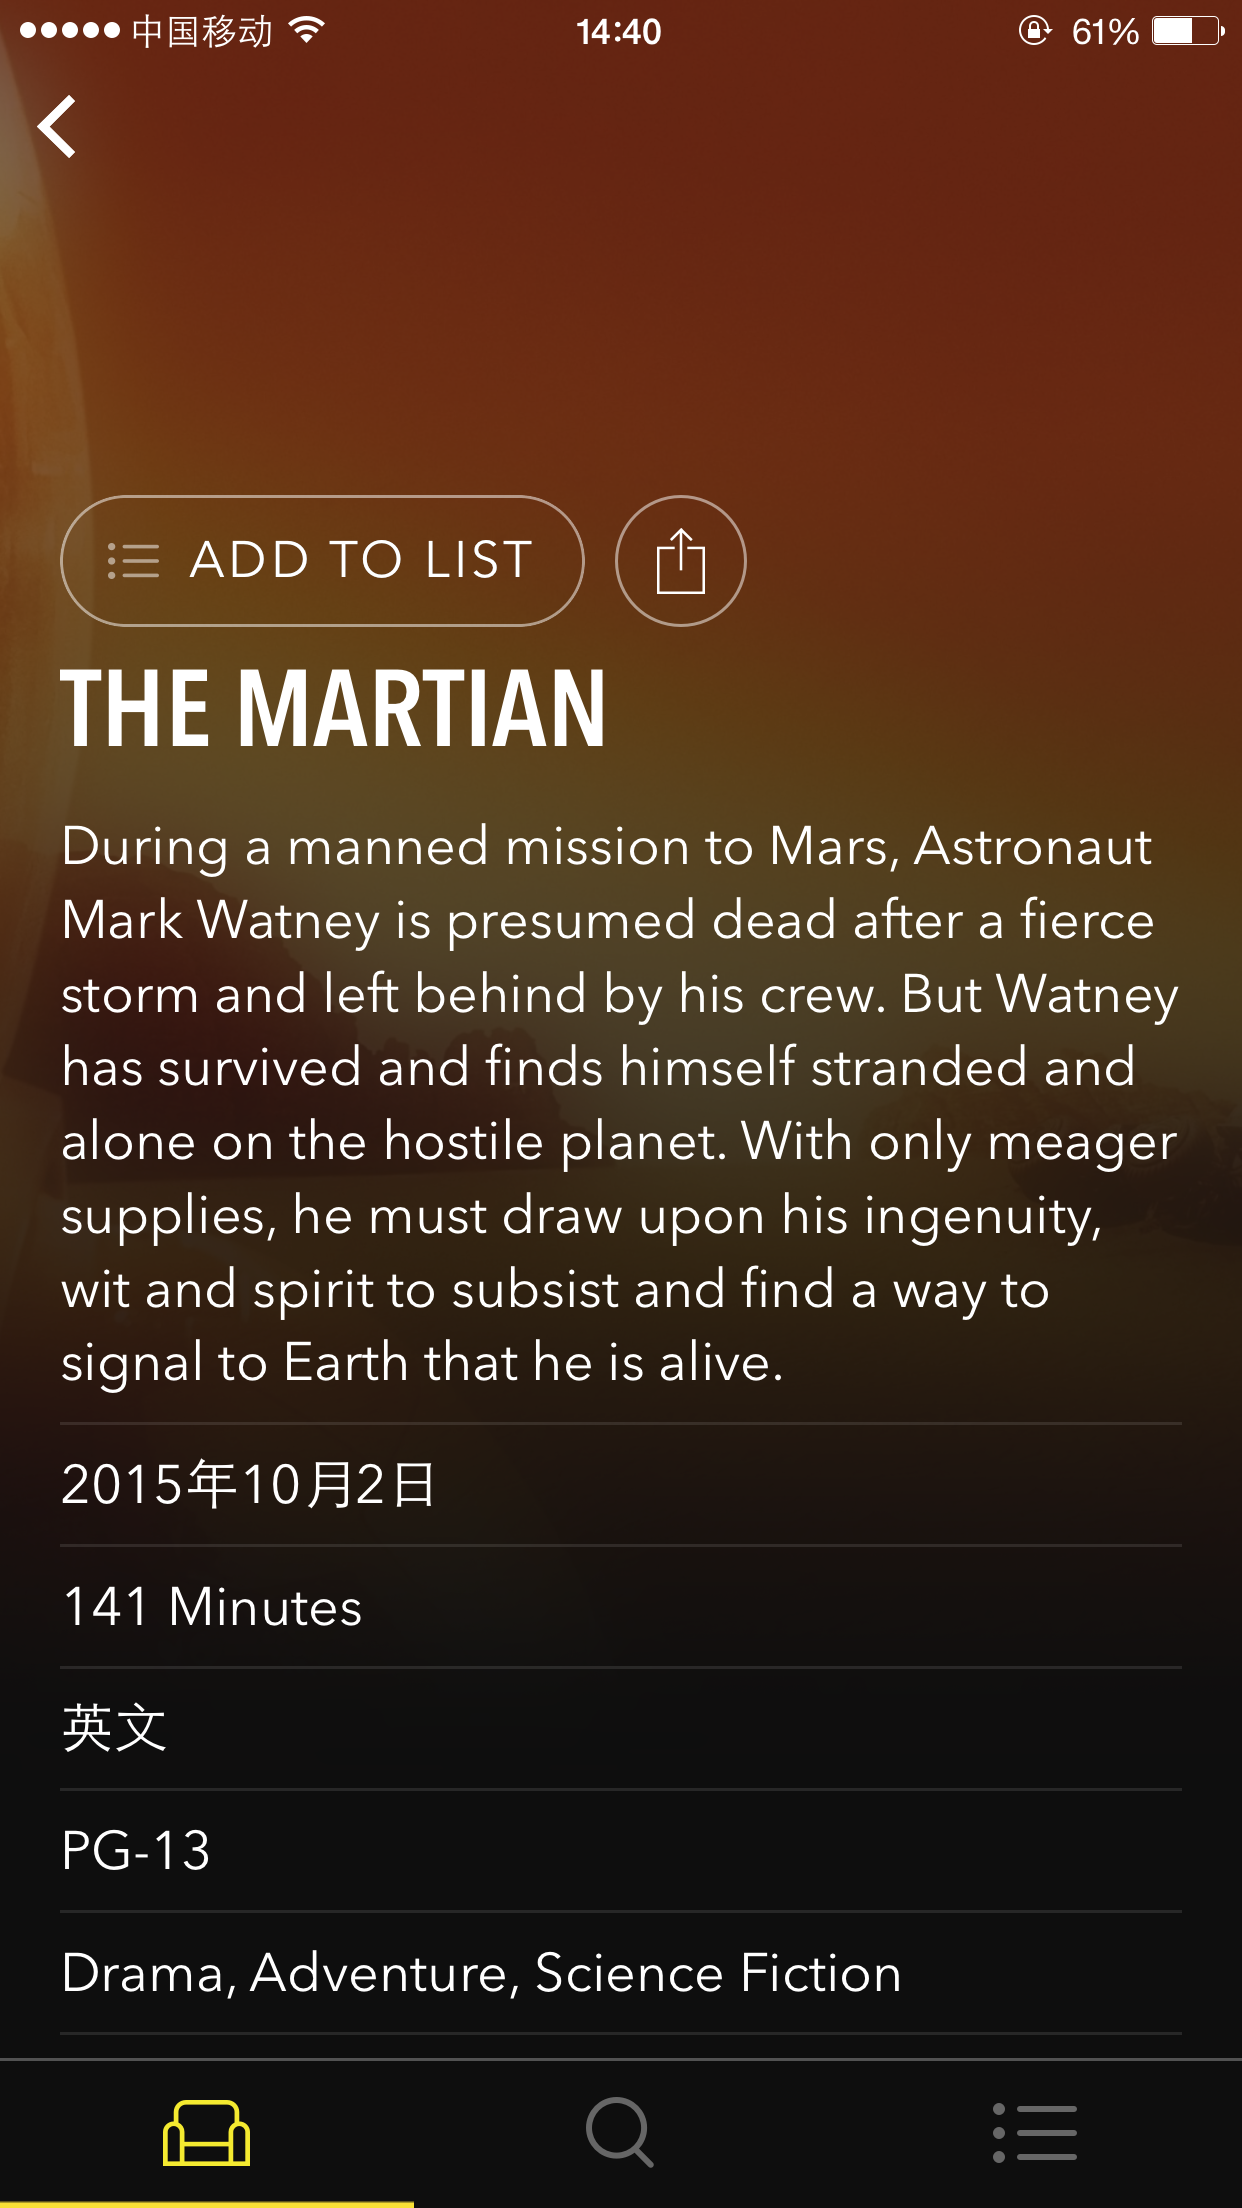 中国移动 14:40 61%
ADD TO LIST
THE MARTIAN
During a manned mission to Mars, Astronaut
Mark Watney is presumed dead after a fierce
storm and left behind by his crew. But Watney
has survived and finds himself stranded and
alone on the hostile planet. With only meager
supplies, he must draw upon his ingenuity,
wit and spirit to subsist and find a way to
signal to Earth that he is alive.
2015年10月2日
141 Minutes
英文
PG-13
Drama, Adventure, Science Fiction